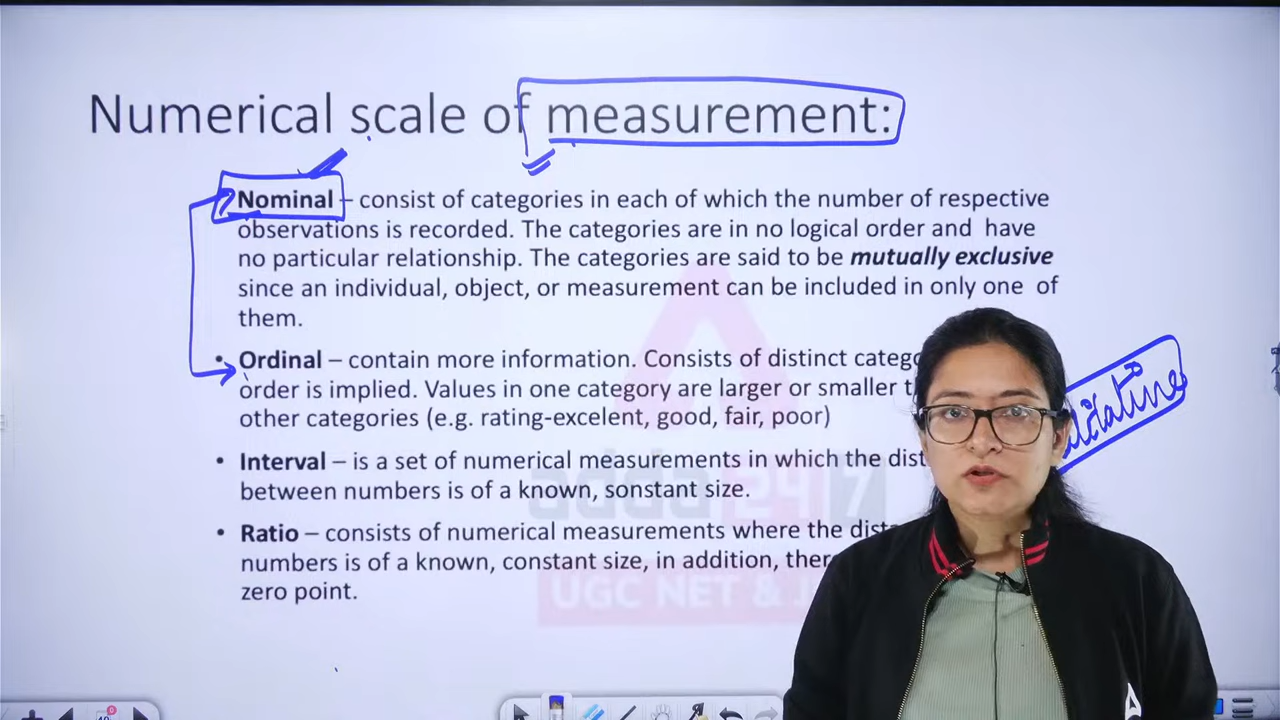 Numerical scale of measurement:
Nominal – consist of categories in each of which the number of respective
observations is recorded. The categories are in no logical order and have
no particular relationship. The categories are said to be mutually exclusive
since an individual, object, or measurement can be included in only one of
them.
• Ordinal – contain more information. Consists of distinct
order is implied. Values in one category are larger or smaller
other categories (e.g. rating-excelent, good, fair, poor)
• Interval – is a set of numerical measurements in which the
between numbers is of a known, sonstant size.
• Ratio – consists of numerical measurements where the
numbers is of a known, constant size, in addition,
zero point.
adda 24 7
UGC NET &